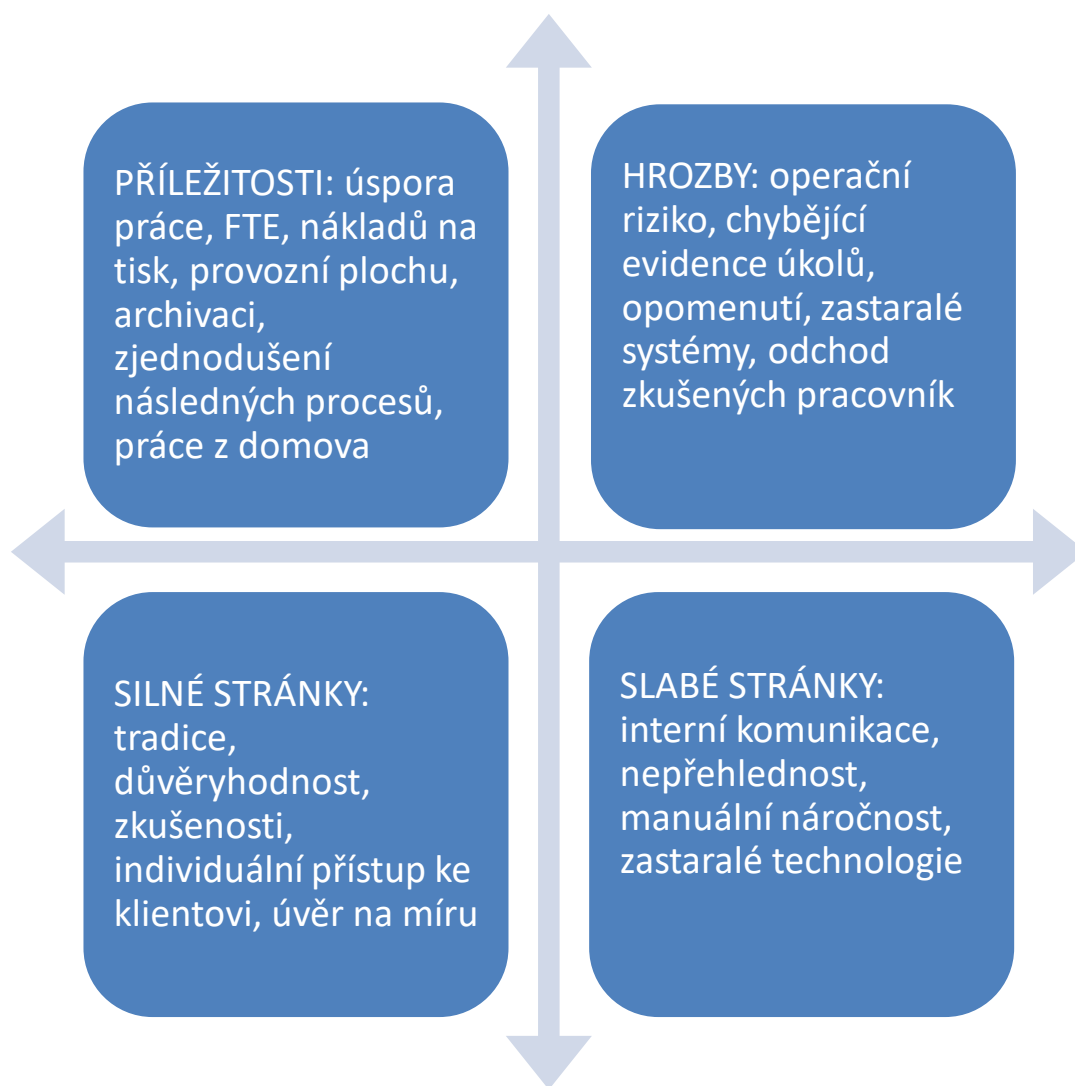 PŘÍLEŽITOSTI: úspora
práce, FTE, nákladů na
tisk, provozní plochu,
archivaci,
zjednodušení
následných procesů,
práce z domova
HROZBY: operační
riziko, chybějící
evidence úkolů,
opomenutí, zastaralé
systémy, odchod
zkušených pracovník
SILNÉ STRÁNKY:
tradice,
důvěryhodnost,
zkušenosti,
individuální přístup ke
klientovi, úvěr na míru
SLABÉ STRÁNKY:
interní komunikace,
nepřehlednost,
manuální náročnost,
zastaralé technologie